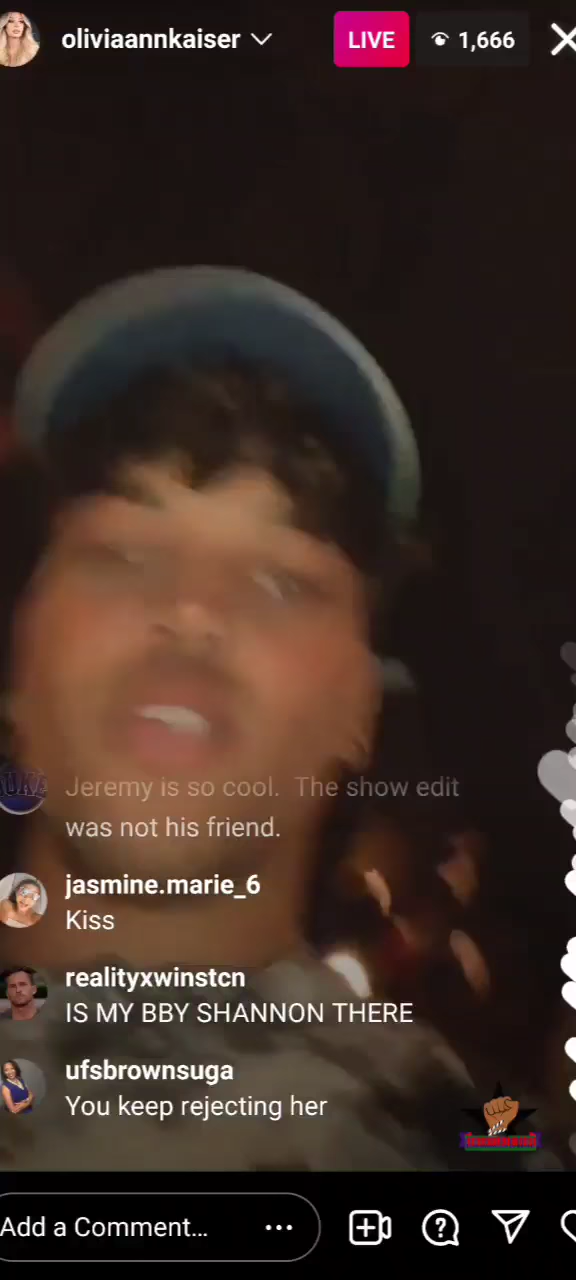 oliviaannkaiser
LIVE
1,666
Jeremy is so cool. The show edit
was not his friend.
jasmine.marie_6
Kiss
realityxwinstcn
IS MY BBY SHANNON THERE
ufsbrownsuga
You keep rejecting her
Add a Comment...